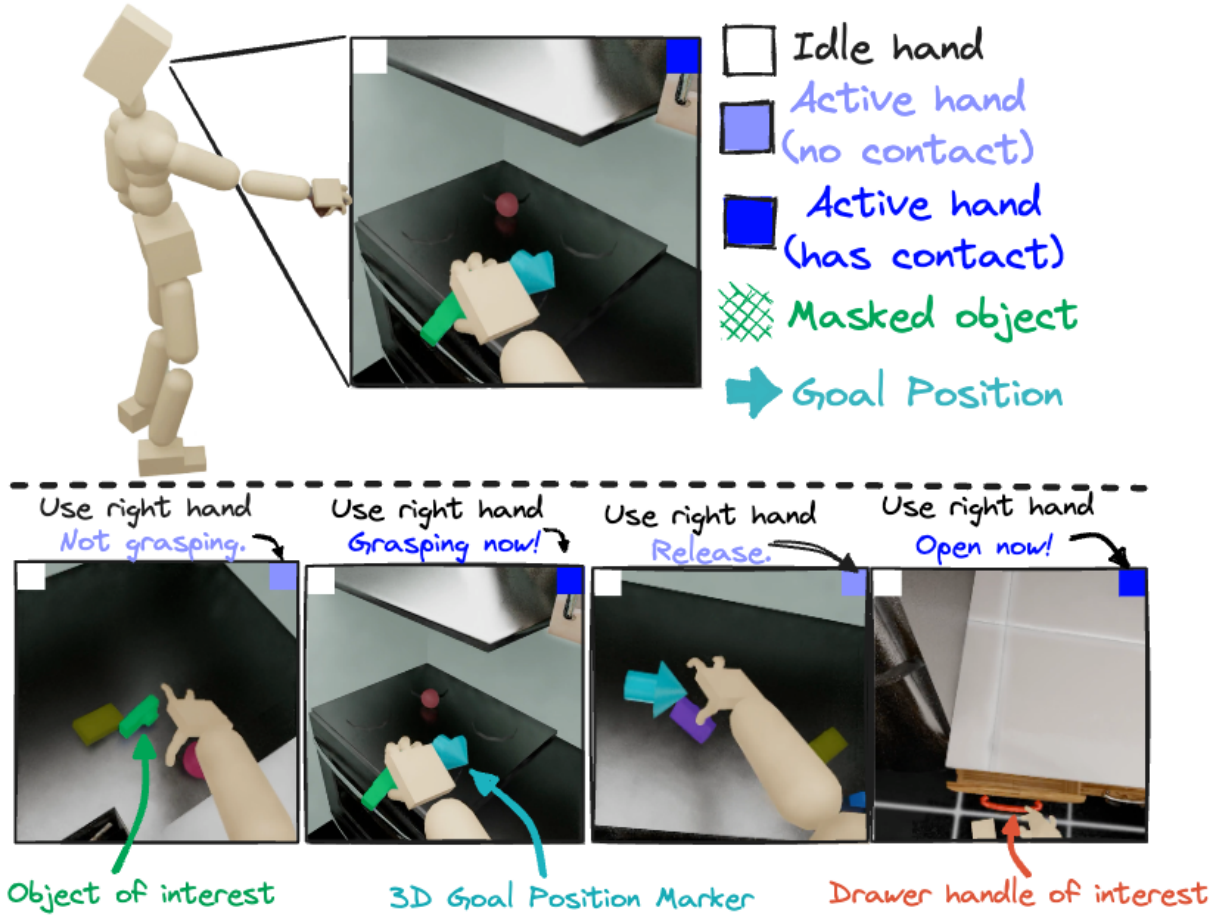 Idle hand
Active hand
(no contact)
Active hand
(has contact)
Masked object
Goal Position
Use right hand
Not grasping.
Use right hand
Grasping now!
Use right hand
Release.
Use right hand
Open now!
Object of interest
3D Goal Position Marker
Drawer handle of interest